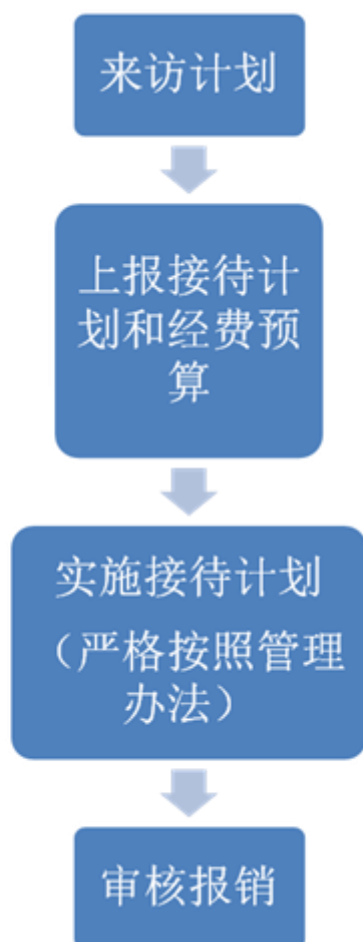 来访计划
上报接待计
划和经费预
算
实施接待计划
（严格按照管理
办法）
审核报销